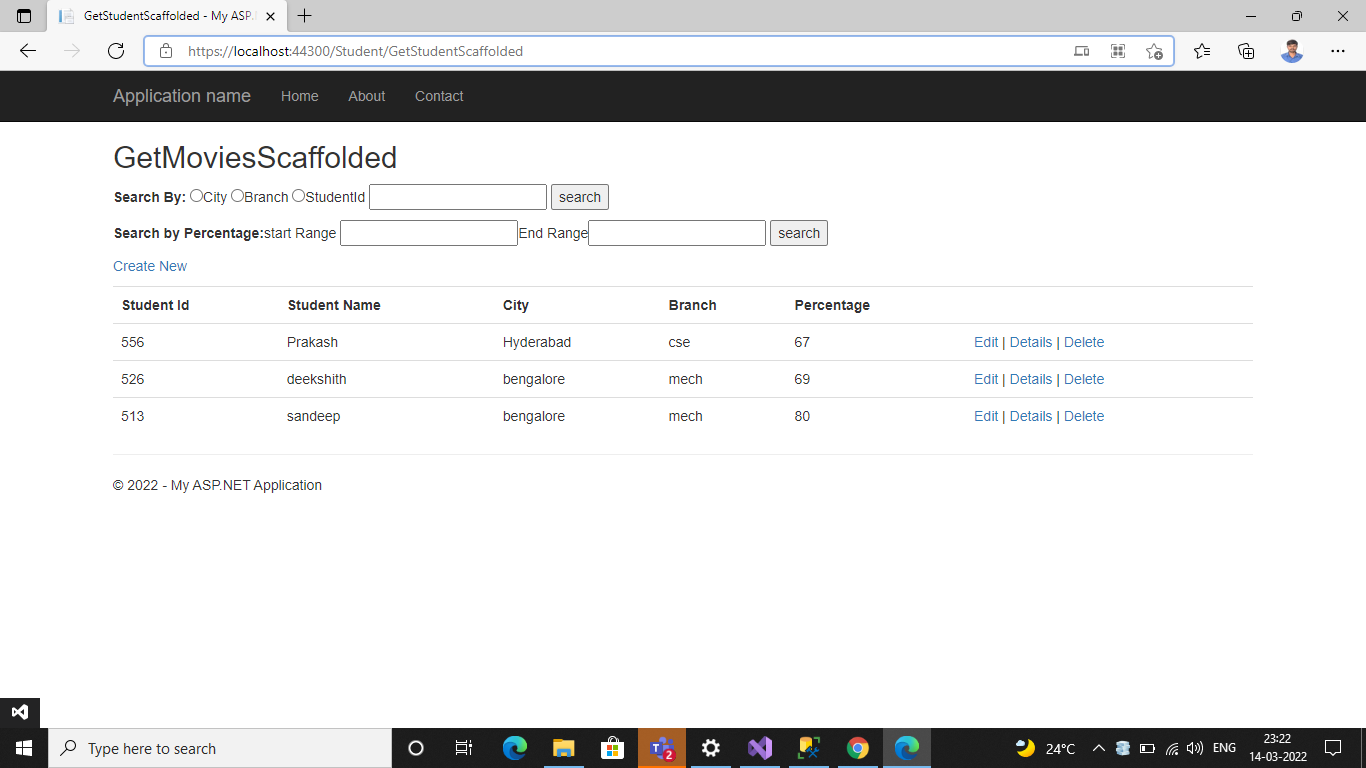 GetStudentScaffolded - My ASP.
https://localhost:44300/Student/GetStudentScaffolded
Application name Home About Contact
GetMoviesScaffolded
Search By: City Branch StudentId search
Search by Percentage:start Range End Range search
Create New
Student Id Student Name City Branch Percentage
556 Prakash Hyderabad cse 67 Edit | Details | Delete
526 deekshith bengalore mech 69 Edit | Details | Delete
513 sandeep bengalore mech 80 Edit | Details | Delete
© 2022 - My ASP.NET Application
Type here to search 2 24°C ENG 23:22
14-03-2022